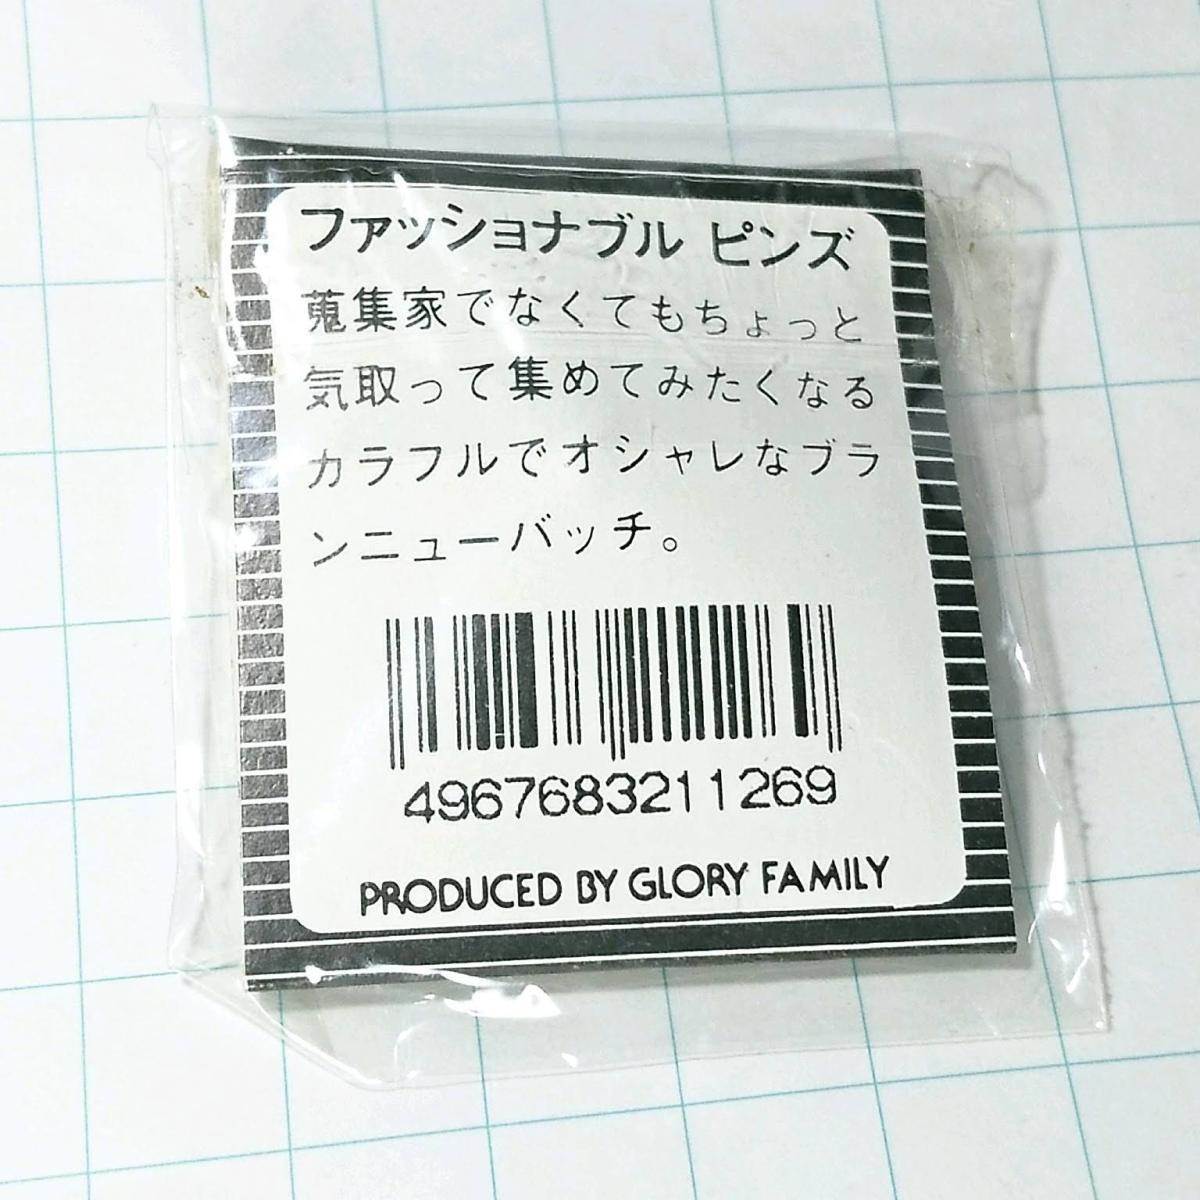 ファッショナブル ピンズ
蒐集家でなくてもちょっと
気取って集めてみたくなる
カラフルでオシャレなブラ
ンニューバッチ。
4967683211269
PRODUCED BY GLORY FAMILY